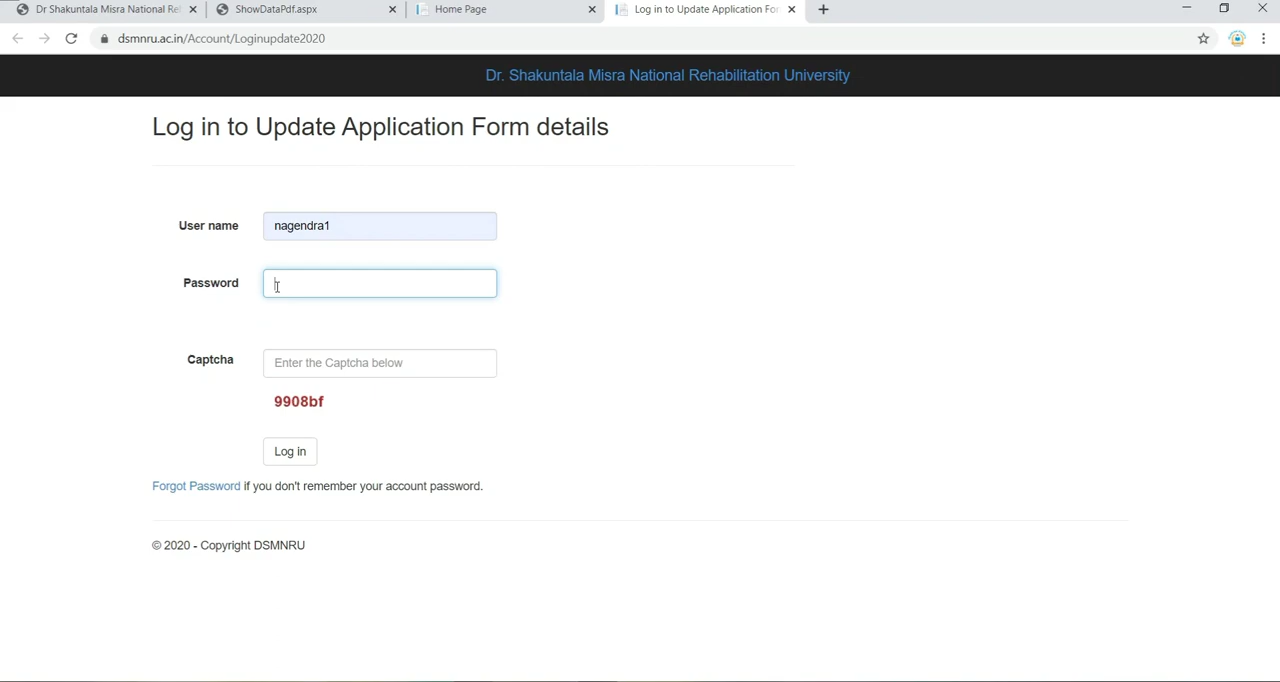 Dr Shakuntala Misra National Re
ShowDataPdf.aspx
Home Page
Log in to Update Application For
dsmnru.ac.in/Account/Loginupdate2020
Dr. Shakuntala Misra National Rehabilitation University
Log in to Update Application Form details
User name
nagendra1
Password
Captcha
Enter the Captcha below
9908bf
Log in
Forgot Password if you don't remember your account password.
© 2020 - Copyright DSMNRU